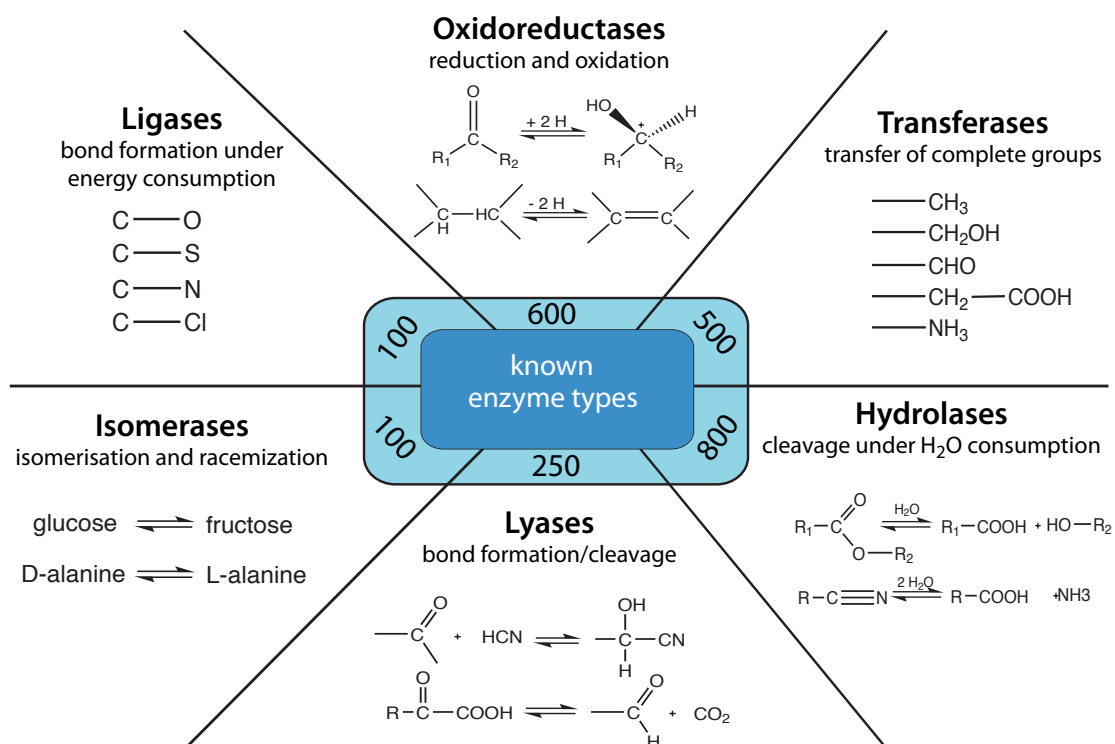 Oxidoreductases
reduction and oxidation
O
R₁ C R₂
+ 2 H
HO H
+
C
R₁ R₂
C H HC
- 2 H
C C
Ligases
bond formation under
energy consumption
C O
C S
C N
C Cl
Transferases
transfer of complete groups
CH₃
CH₂OH
CHO
CH₂ COOH
NH₃
100 600 500
known
enzyme types
100 250 800
Isomerases
isomerisation and racemization
glucose fructose
D-alanine L-alanine
Lyases
bond formation/cleavage
O
C + HCN
OH
C CN
H
O
R C COOH
O
C + CO₂
H
Hydrolases
cleavage under H₂O consumption
O
R₁ C
O R₂
H₂O
R₁ COOH + HO R₂
R C N
2 H₂O
R COOH +NH3